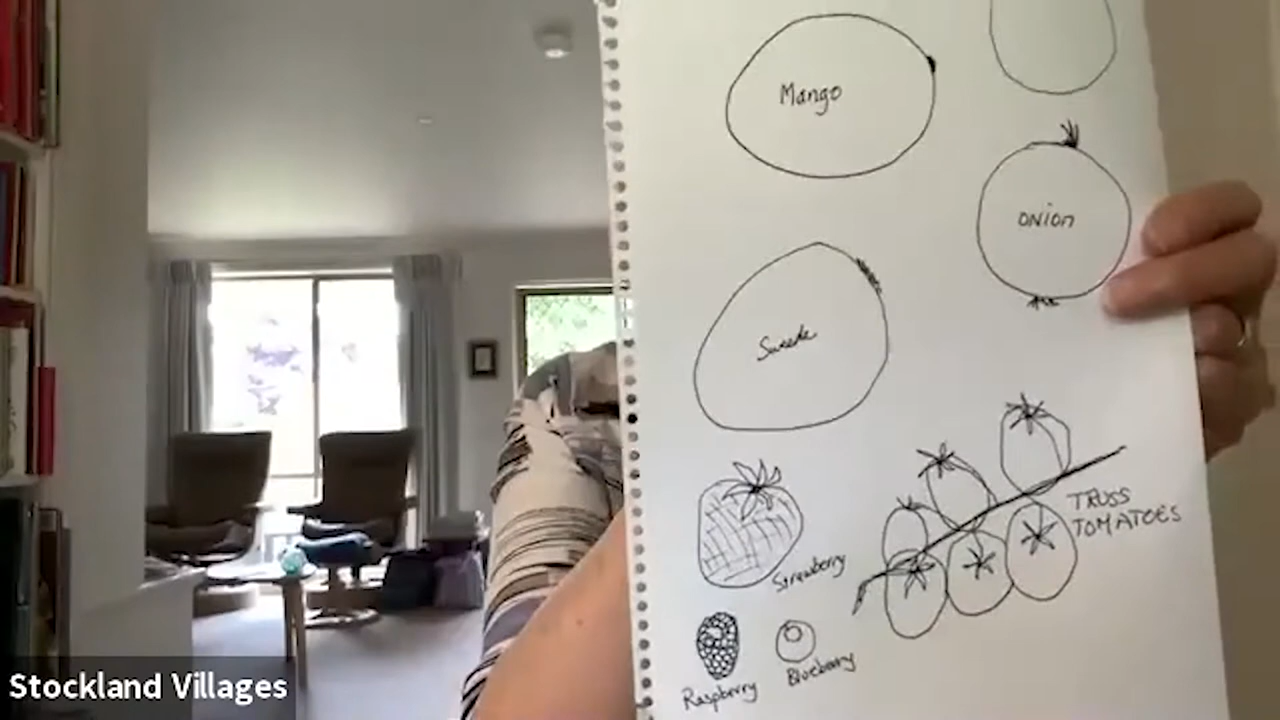 Mango
onion
Swede
Strawberry
TRUSS
TOMATOES
Raspberry
Blueberry
Stockland Villages